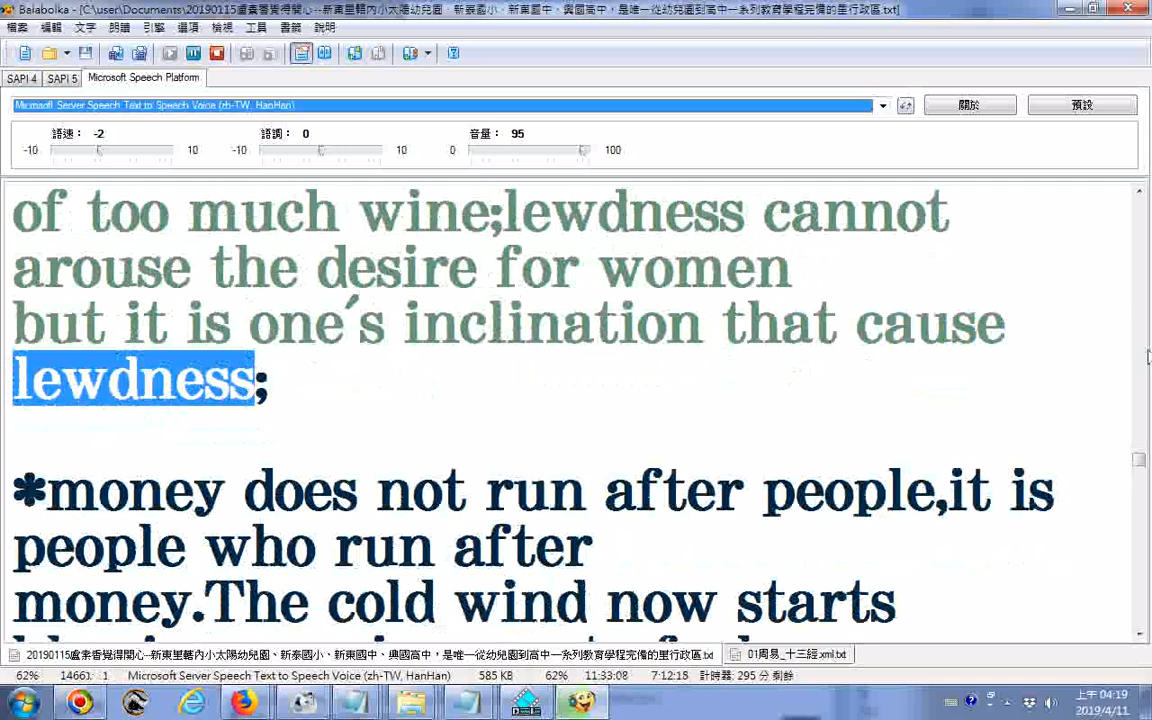 Balabolka - [C:\user\Documents\20190115盧素香覺得開心--新東里轄內小太陽幼兒園、新泰國小、新東國中、興國高中，是唯一從幼兒園到高中一系列教育學程完備的里行政區.txt]
檔案 編輯 文字 朗讀 引擎 選項 檢視 工具 書籤 說明
SAPI 4 SAPI 5 Microsoft Speech Platform
Microsoft Server Speech Text to Speech Voice (zh-TW, HanHan) 關於 預設
語速： -2 語調： 0 音量： 95
-10 10 -10 10 0 100
of too much wine;lewdness cannot
arouse the desire for women
but it is one´s inclination that cause
lewdness;
*money does not run after people,it is
people who run after
money.The cold wind now starts
20190115盧素香覺得開心--新東里轄內小太陽幼兒園、新泰國小、新東國中、興國高中，是唯一從幼兒園到高中一系列教育學程完備的里行政區.txt 01周易_十三經.xml.txt
62% 14661: 1 Microsoft Server Speech Text to Speech Voice (zh-TW, HanHan) 585 KB 62% 11:33:08 7:12:18 計時器: 295 分 剩餘
上午 04:19
2019/4/11